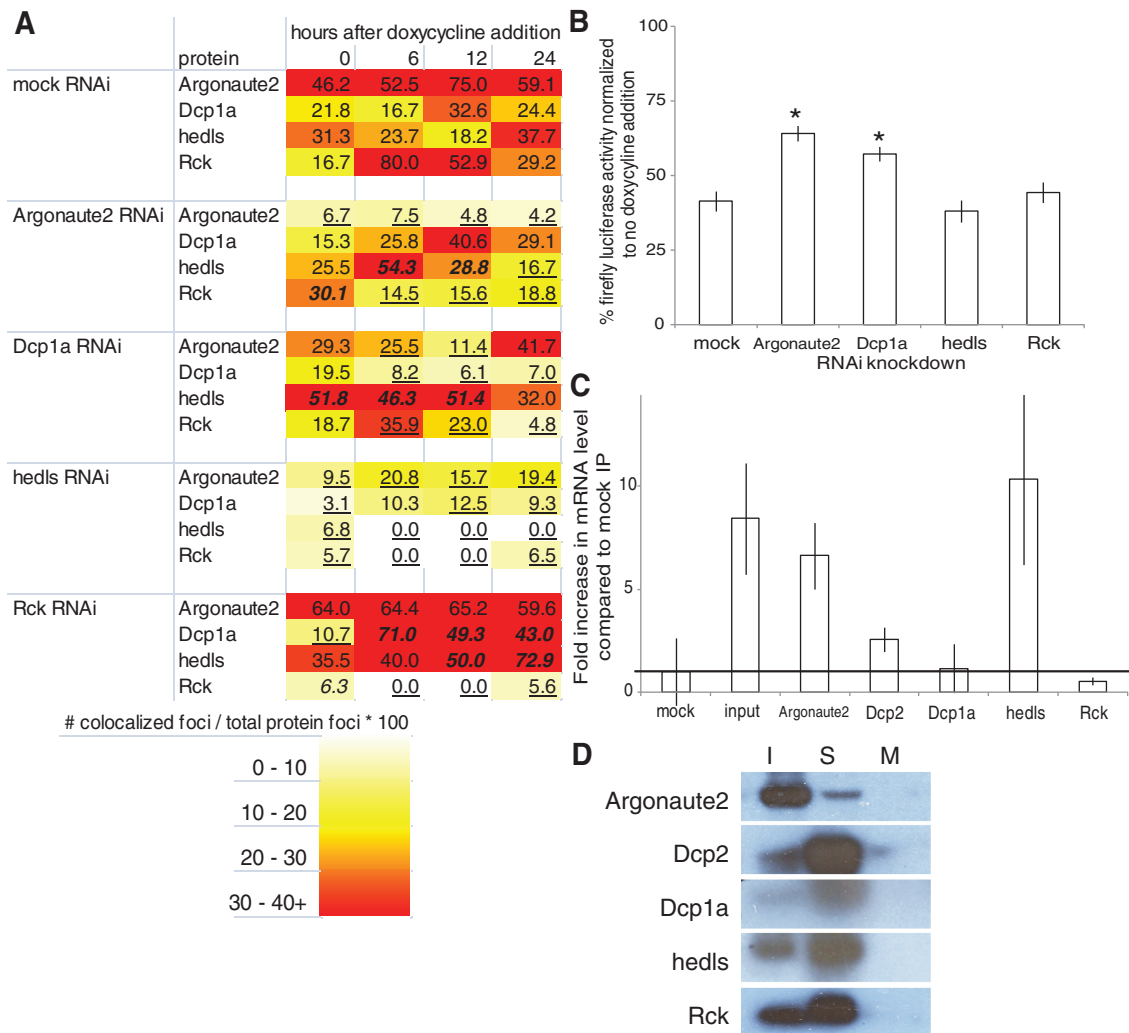 A
hours after doxycycline addition
protein 0 6 12 24
mock RNAi Argonaute2 46.2 52.5 75.0 59.1
Dcp1a 21.8 16.7 32.6 24.4
hedls 31.3 23.7 18.2 37.7
Rck 16.7 80.0 52.9 29.2
Argonaute2 RNAi Argonaute2 6.7 7.5 4.8 4.2
Dcp1a 15.3 25.8 40.6 29.1
hedls 25.5 54.3 28.8 16.7
Rck 30.1 14.5 15.6 18.8
Dcp1a RNAi Argonaute2 29.3 25.5 11.4 41.7
Dcp1a 19.5 8.2 6.1 7.0
hedls 51.8 46.3 51.4 32.0
Rck 18.7 35.9 23.0 4.8
hedls RNAi Argonaute2 9.5 20.8 15.7 19.4
Dcp1a 3.1 10.3 12.5 9.3
hedls 6.8 0.0 0.0 0.0
Rck 5.7 0.0 0.0 6.5
Rck RNAi Argonaute2 64.0 64.4 65.2 59.6
Dcp1a 10.7 71.0 49.3 43.0
hedls 35.5 40.0 50.0 72.9
Rck 6.3 0.0 0.0 5.6
# colocalized foci / total protein foci * 100
0 - 10
10 - 20
20 - 30
30 - 40+
B
% firefly luciferase activity normalized
to no doxycyline addition
100
75
50
25
0
* *
mock Argonaute2 Dcp1a hedls Rck
RNAi knockdown
C
Fold increase in mRNA level
compared to mock IP
10
5
0
mock input Argonaute2 Dcp2 Dcp1a hedls Rck
D
I S M
Argonaute2
Dcp2
Dcp1a
hedls
Rck